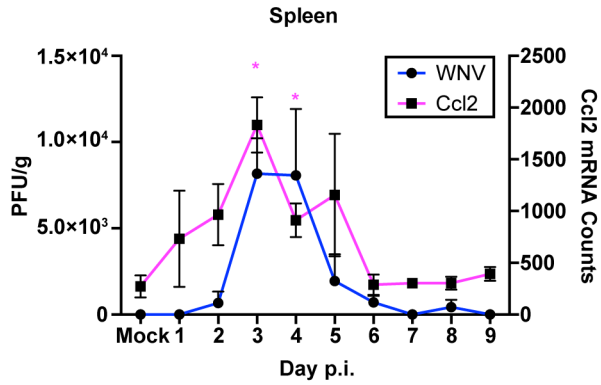 Spleen
1.5×10⁴
1.0×10⁴
5.0×10³
0
PFU/g
WNV
Ccl2
*
*
2500
2000
1500
1000
500
0
Ccl2 mRNA Counts
Mock 1 2 3 4 5 6 7 8 9
Day p.i.